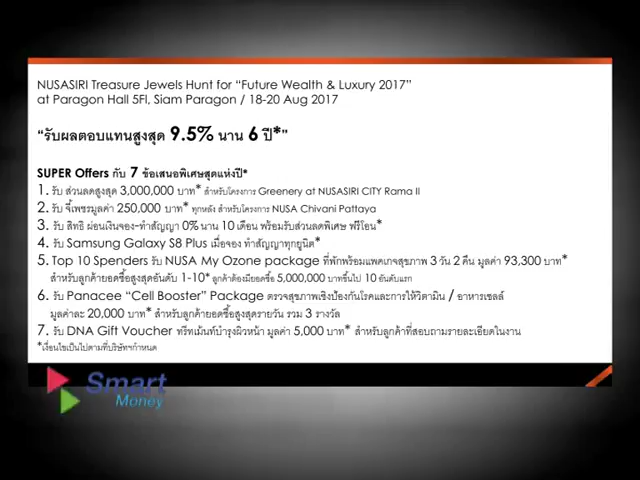 NUSASIRI Treasure Jewels Hunt for “Future Wealth & Luxury 2017”
at Paragon Hall 5Fl, Siam Paragon / 18-20 Aug 2017
“รับผลตอบแทนสูงสุด 9.5% นาน 6 ปี*”
SUPER Offers กับ 7 ข้อเสนอพิเศษสุดแห่งปี*
1. รับ ส่วนลดสูงสุด 3,000,000 บาท* สำหรับโครงการ Greenery at NUSASIRI CITY Rama II
2. รับ จี้เพชรมูลค่า 250,000 บาท* ทุกหลัง สำหรับโครงการ NUSA Chivani Pattaya
3. รับ สิทธิ ผ่อนเงินจอง-ทำสัญญา 0% นาน 10 เดือน พร้อมรับส่วนลดพิเศษ ฟรีโอน*
4. รับ Samsung Galaxy S8 Plus เมื่อจอง ทำสัญญาทุกยูนิต*
5. Top 10 Spenders รับ NUSA My Ozone package ที่พักพร้อมแพคเกจสุขภาพ 3 วัน 2 คืน มูลค่า 93,300 บาท*
สำหรับลูกค้ายอดซื้อสูงสุดอันดับ 1-10* ลูกค้าต้องมียอดซื้อ 5,000,000 บาทขึ้นไป 10 อันดับแรก
6. รับ Panacee “Cell Booster” Package ตรวจสุขภาพเชิงป้องกันโรคและการให้วิตามิน / อาหารเซลล์
มูลค่าละ 20,000 บาท* สำหรับลูกค้ายอดซื้อสูงสุดรายวัน รวม 3 รางวัล
7. รับ DNA Gift Voucher ทรีทเม้นท์บำรุงผิวหน้า มูลค่า 5,000 บาท* สำหรับลูกค้าที่สอบถามรายละเอียดในงาน
*เงื่อนไขเป็นไปตามที่บริษัทฯกำหนด
Smart
Money